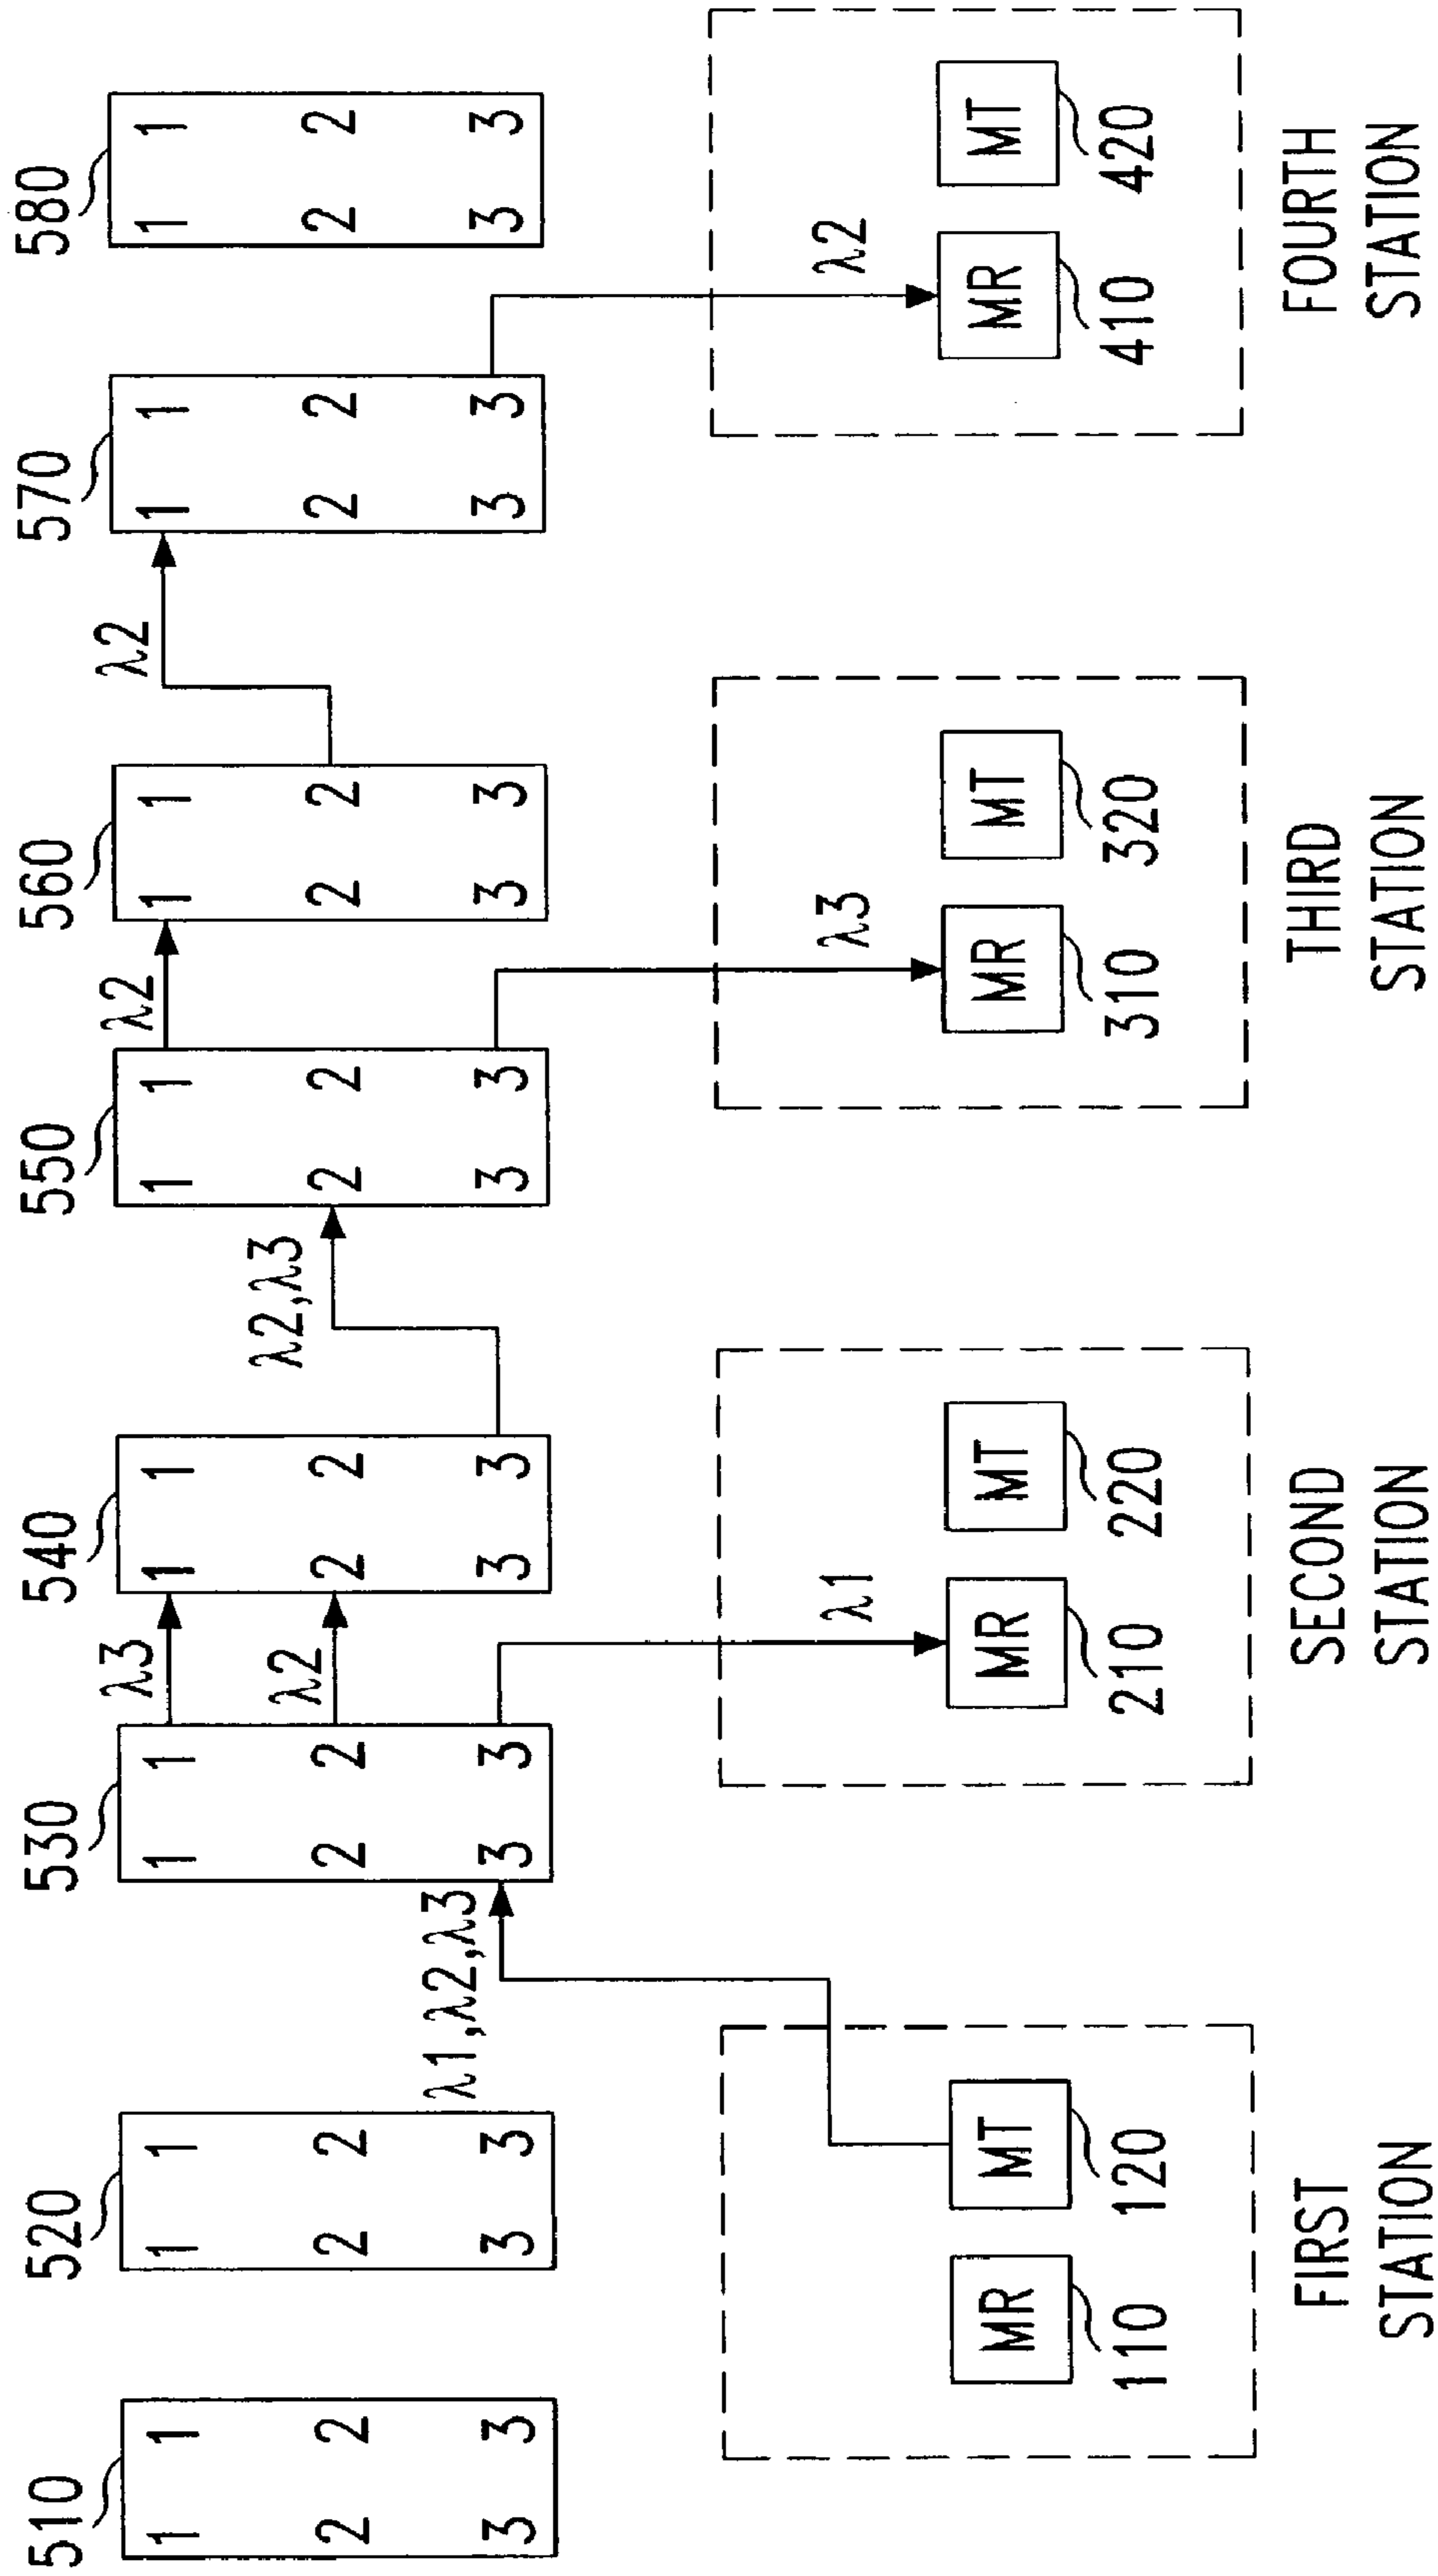 510 520 530 540 550 560 570 580
1 1 1 1 1 1 1 1 1 1 1 1 1 1 1 1
2 2 2 2 2 2 2 2 2 2 2 2 2 2 2 2
3 3 3 3 3 3 3 3 3 3 3 3 3 3 3 3
λ1,λ2,λ3
λ3
λ2
λ2,λ3
λ2
λ2
λ1
λ3
λ2
MR MT MR MT MR MT MR MT
110 120 210 220 310 320 410 420
FIRST STATION
SECOND STATION
THIRD STATION
FOURTH STATION